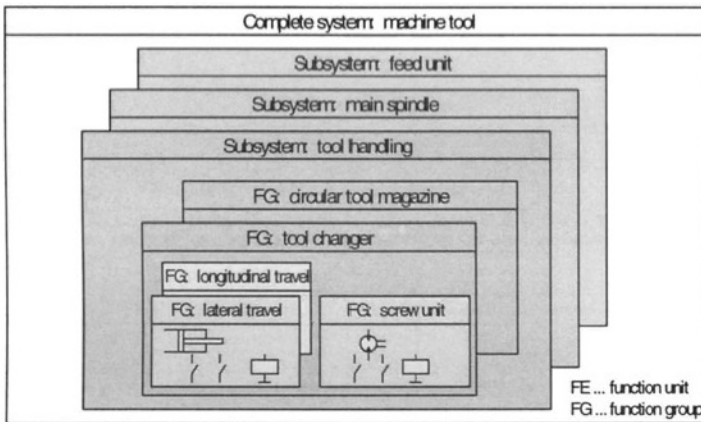 Complete system: machine tool
Subsystem: feed unit
Subsystem: main spindle
Subsystem: tool handling
FG: circular tool magazine
FG: tool changer
FG: longitudinal travel
FG: lateral travel
FG: screw unit
FE ... function unit
FG ... function group